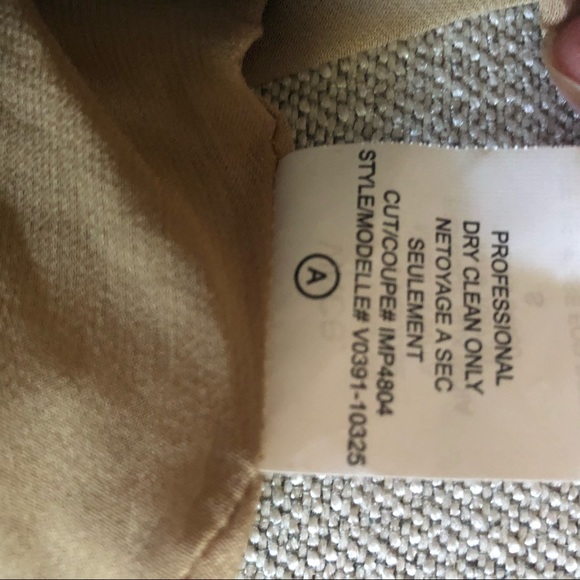 PROFESSIONAL
DRY CLEAN ONLY
NETOYAGE A SEC
SEULEMENT
CUT/COUPE# IMP4804
STYLE/MODELLE# V0391-10325
A